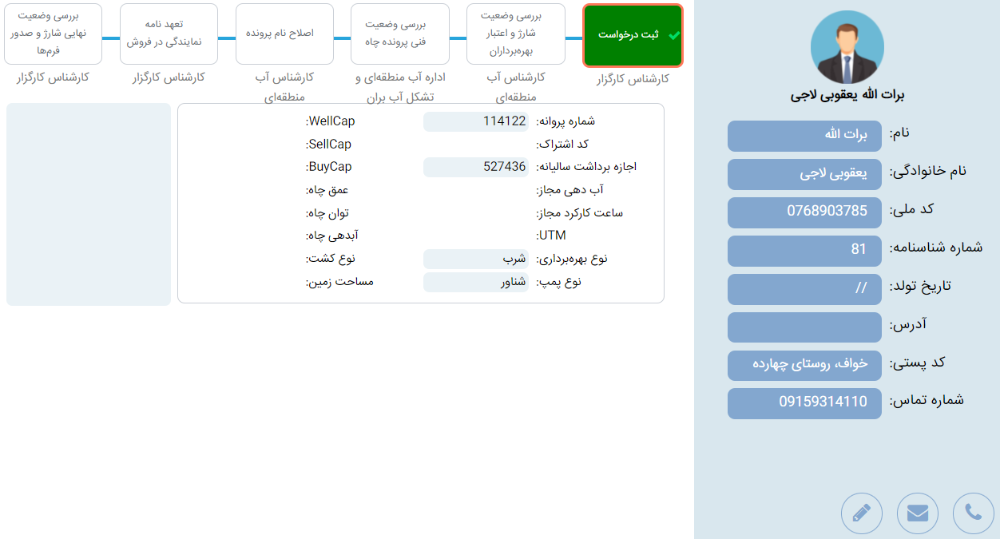 برات الله یعقوبی لاجی
نام: برات الله
نام خانوادگی: یعقوبی لاجی
کد ملی: 0768903785
شماره شناسنامه: 81
تاریخ تولد: //
آدرس:
کد پستی: خواف، روستای چهارده
شماره تماس: 09159314110
ثبت درخواست
کارشناس کارگزار
بررسی وضعیت
شارژ و اعتبار
بهره‌برداران
کارشناس آب
منطقه‌ای
بررسی وضعیت
فنی پرونده چاه
اداره آب منطقه‌ای و
تشکل آب بران
اصلاح نام پرونده
کارشناس آب
منطقه‌ای
تعهد نامه
نمایندگی در فروش
کارشناس کارگزار
بررسی وضعیت
نهایی شارژ و صدور
فرم‌ها
کارشناس کارگزار
شماره پروانه: 114122
کد اشتراک:
اجازه برداشت سالیانه: 527436
آب دهی مجاز:
ساعت کارکرد مجاز:
UTM:
نوع بهره‌برداری: شرب
نوع پمپ: شناور
WellCap:
SellCap:
BuyCap:
عمق چاه:
توان چاه:
آبدهی چاه:
نوع کشت:
مساحت زمین: